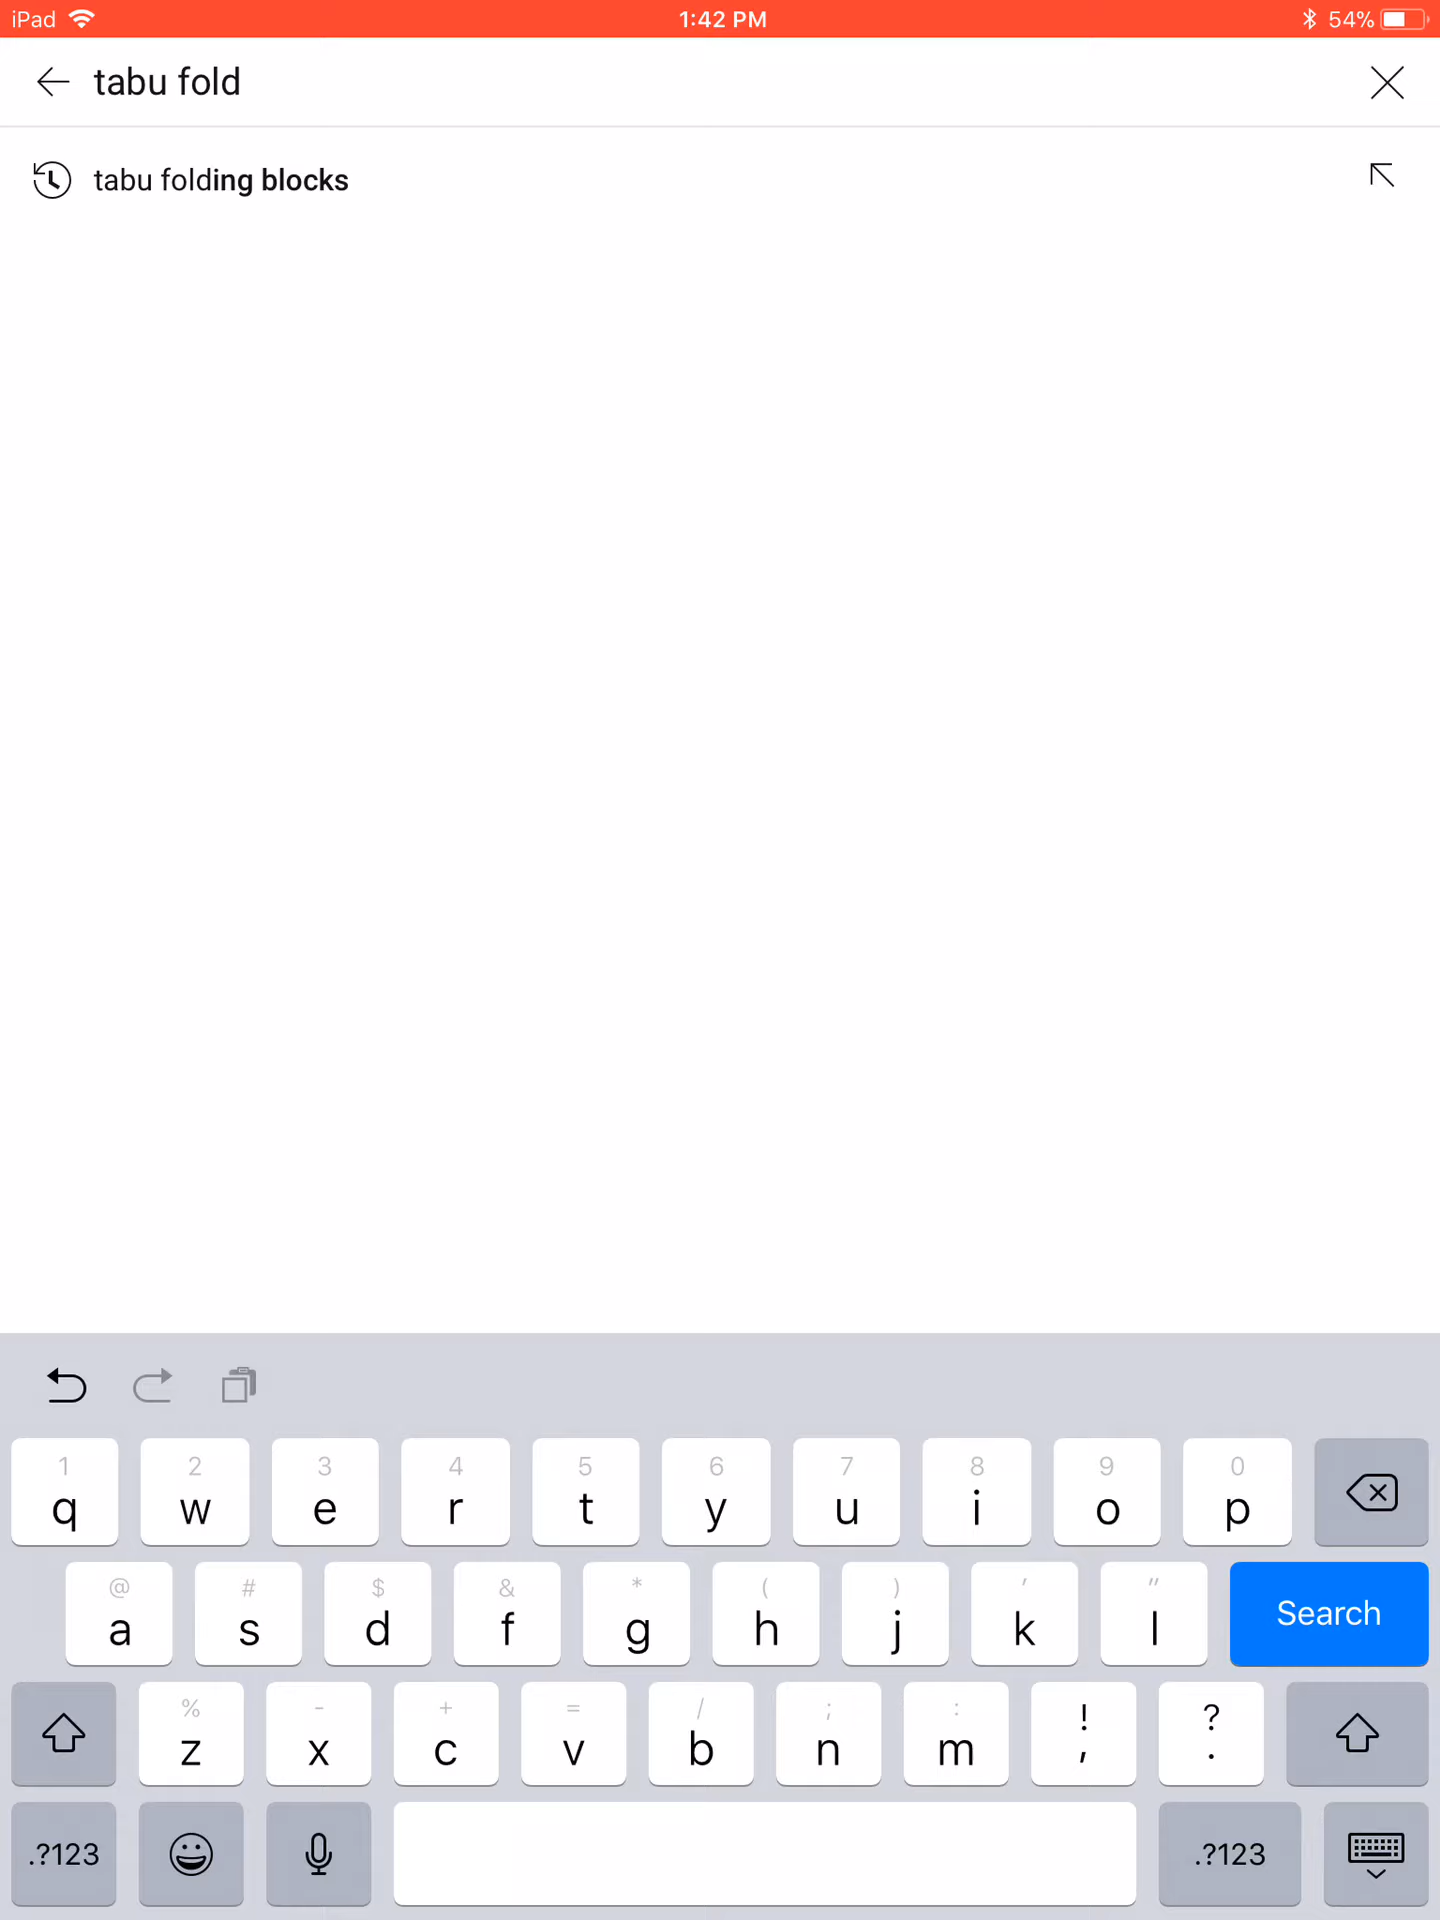 iPad 1:42 PM 54%
tabu fold
tabu folding blocks
1 2 3 4 5 6 7 8 9 0
q w e r t y u i o p
@ # $ & * ( ) ' "
a s d f g h j k l Search
% - + = / ; : ! ?
z x c v b n m , .
.?123 .?123